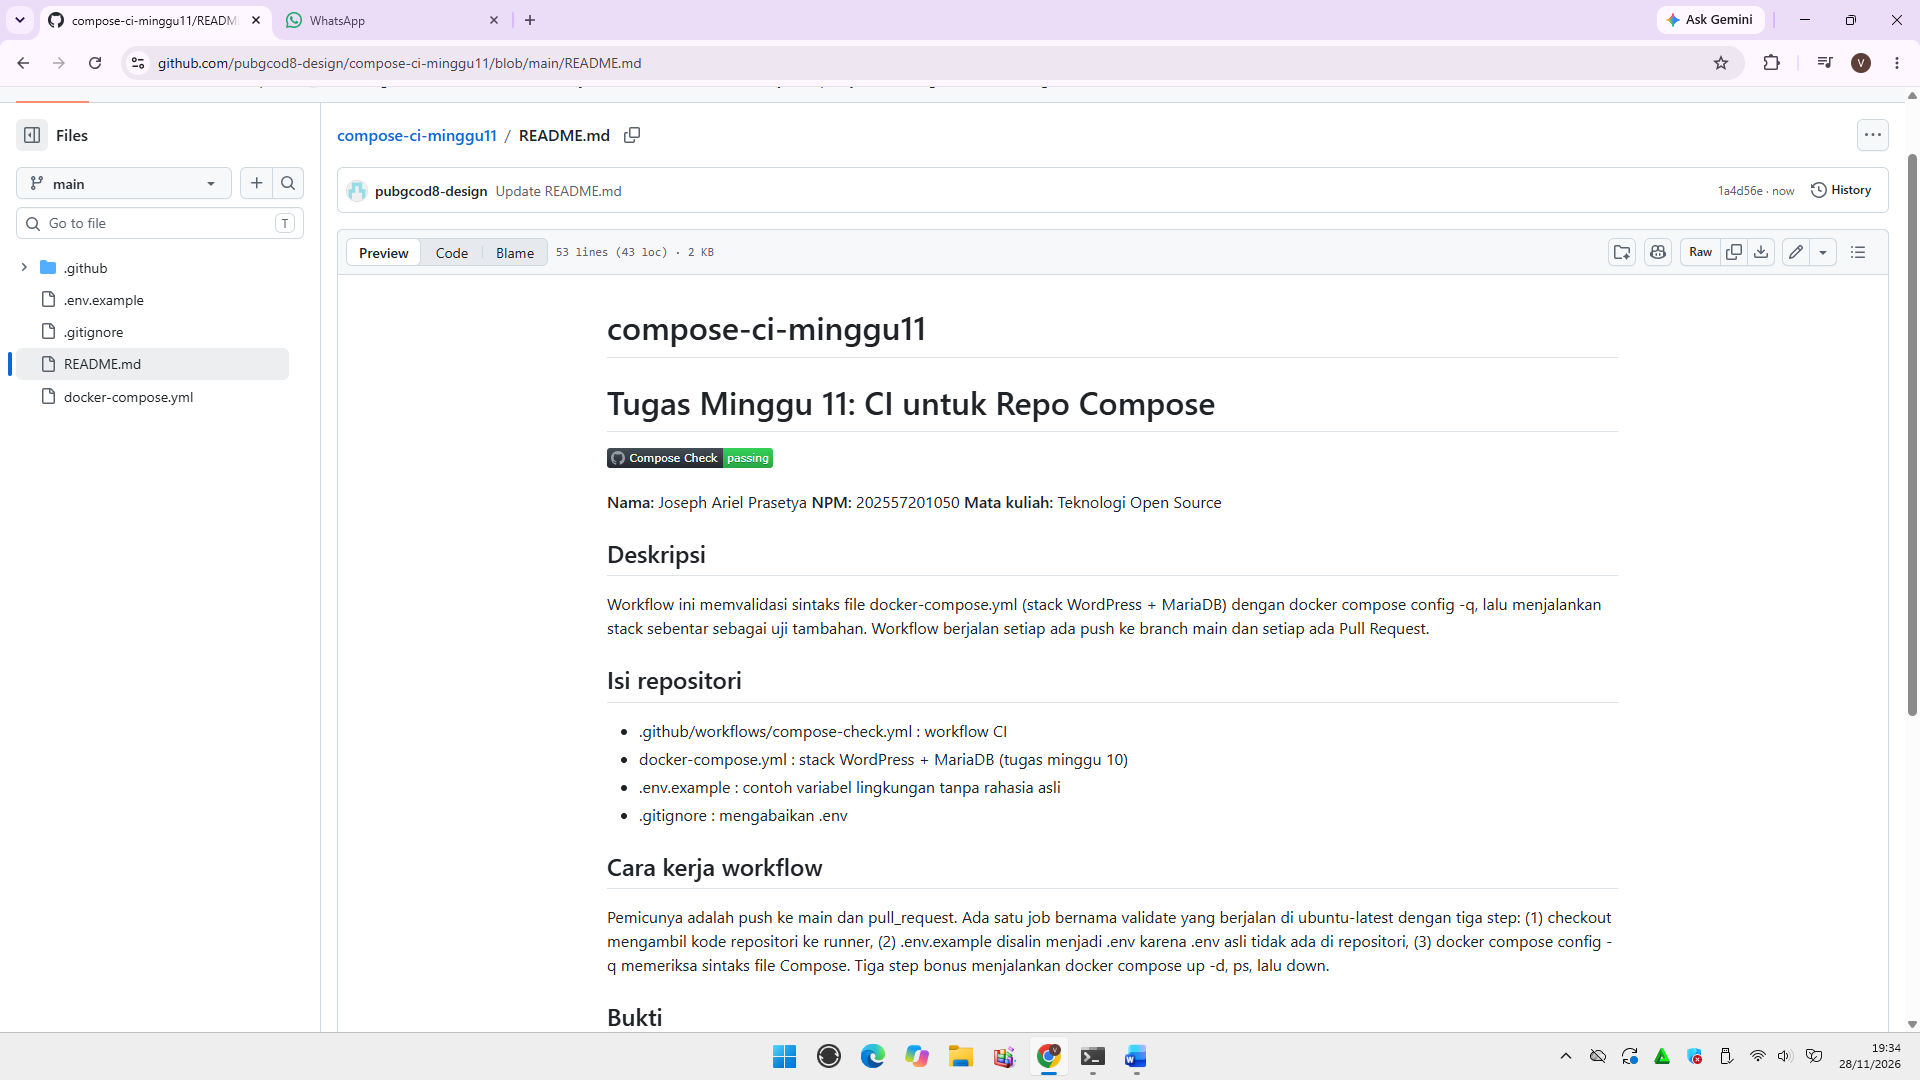 compose-ci-minggu11/READM
WhatsApp
Ask Gemini
github.com/pubgcod8-design/compose-ci-minggu11/blob/main/README.md
V
Files
compose-ci-minggu11 / README.md
main
pubgcod8-design Update README.md
1a4d56e · now
History
Go to file
T
Preview
Code
Blame
53 lines (43 loc) · 2 KB
Raw
.github
.env.example
.gitignore
README.md
docker-compose.yml
compose-ci-minggu11
Tugas Minggu 11: CI untuk Repo Compose
Compose Check passing
Nama: Joseph Ariel Prasetya NPM: 202557201050 Mata kuliah: Teknologi Open Source
Deskripsi
Workflow ini memvalidasi sintaks file docker-compose.yml (stack WordPress + MariaDB) dengan docker compose config -q, lalu menjalankan
stack sebentar sebagai uji tambahan. Workflow berjalan setiap ada push ke branch main dan setiap ada Pull Request.
Isi repositori
.github/workflows/compose-check.yml : workflow CI
docker-compose.yml : stack WordPress + MariaDB (tugas minggu 10)
.env.example : contoh variabel lingkungan tanpa rahasia asli
.gitignore : mengabaikan .env
Cara kerja workflow
Pemicunya adalah push ke main dan pull_request. Ada satu job bernama validate yang berjalan di ubuntu-latest dengan tiga step: (1) checkout
mengambil kode repositori ke runner, (2) .env.example disalin menjadi .env karena .env asli tidak ada di repositori, (3) docker compose config -
q memeriksa sintaks file Compose. Tiga step bonus menjalankan docker compose up -d, ps, lalu down.
Bukti
19:34
28/11/2026